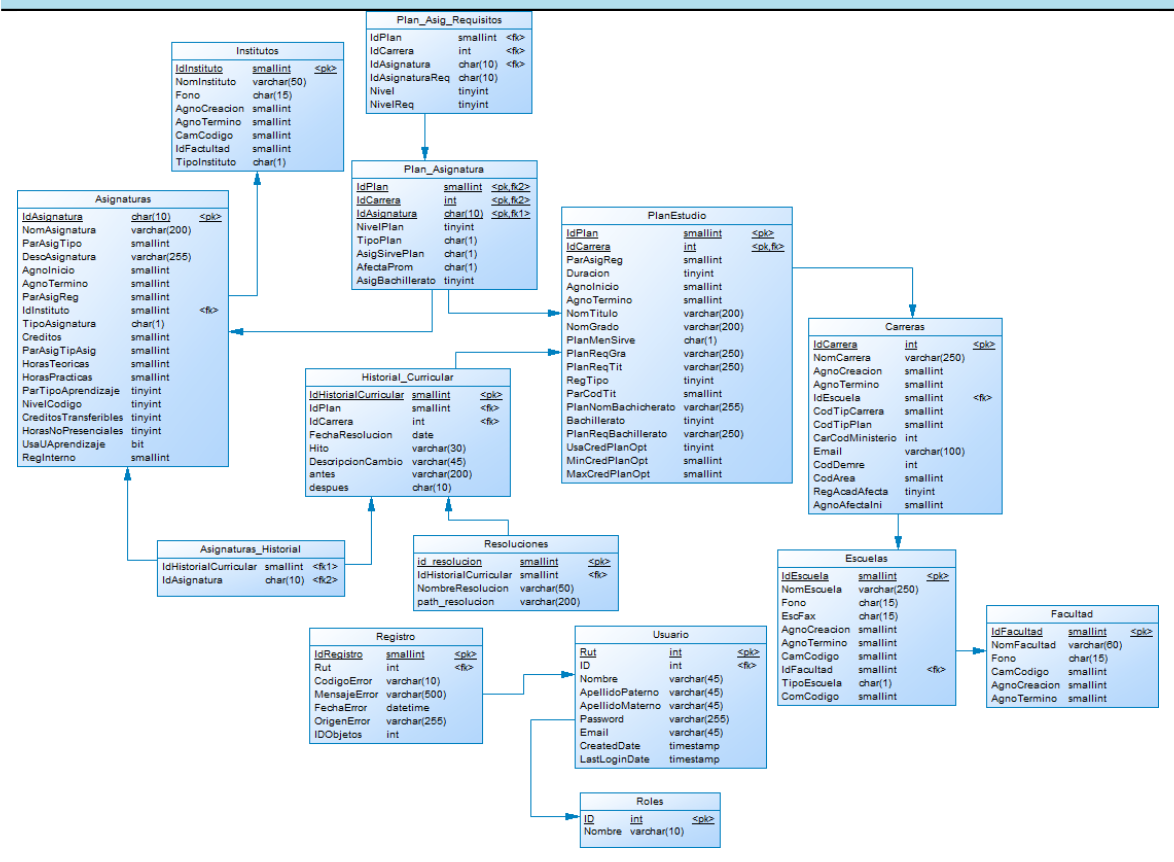 Plan_Asig_Requisitos
IdPlan smallint <fk>
IdCarrera int <fk>
IdAsignatura char(10) <fk>
IdAsignaturaReq char(10)
Nivel tinyint
NivelReq tinyint
Institutos
IdInstituto smallint <pk>
NomInstituto varchar(50)
Fono char(15)
AgnoCreacion smallint
AgnoTermino smallint
CamCodigo smallint
IdFactultad smallint
TipoInstituto char(1)
Plan_Asignatura
IdPlan smallint <pk,fk2>
IdCarrera int <pk,fk2>
IdAsignatura char(10) <pk,fk1>
NivelPlan tinyint
TipoPlan char(1)
AsigSirvePlan char(1)
AfectaProm char(1)
AsigBachillerato tinyint
Asignaturas
IdAsignatura char(10) <pk>
NomAsignatura varchar(200)
ParAsigTipo smallint
DescAsignatura varchar(255)
AgnoInicio smallint
AgnoTermino smallint
ParAsigReg smallint
IdInstituto smallint <fk>
TipoAsignatura char(1)
Creditos smallint
ParAsigTipAsig smallint
HorasTeoricas smallint
HorasPracticas smallint
ParTipoAprendizaje tinyint
NivelCodigo tinyint
CreditosTransferibles tinyint
HorasNoPresenciales tinyint
UsaUAprendizaje bit
RegInterno smallint
PlanEstudio
IdPlan smallint <pk>
IdCarrera int <pk,fk>
ParAsigReg smallint
Duracion tinyint
AgnoInicio smallint
AgnoTermino smallint
NomTitulo varchar(200)
NomGrado varchar(200)
PlanMenSirve char(1)
PlanReqGra varchar(250)
PlanReqTit varchar(250)
RegTipo tinyint
ParCodTit smallint
PlanNomBachicherato varchar(255)
Bachillerato tinyint
PlanReqBachillerato varchar(250)
UsaCredPlanOpt tinyint
MinCredPlanOpt smallint
MaxCredPlanOpt smallint
Carreras
IdCarrera int <pk>
NomCarrera varchar(250)
AgnoCreacion smallint
AgnoTermino smallint
IdEscuela smallint <fk>
CodTipCarrera smallint
CodTipPlan smallint
CarCodMinisterio int
Email varchar(100)
CodDemre int
CodArea smallint
RegAcadAfecta tinyint
AgnoAfectaIni smallint
Historial_Curricular
IdHistorialCurricular smallint <pk>
IdPlan smallint <fk>
IdCarrera int <fk>
FechaResolucion date
Hito varchar(30)
DescripcionCambio varchar(45)
antes varchar(200)
despues char(10)
Asignaturas_Historial
IdHistorialCurricular smallint <fk1>
IdAsignatura char(10) <fk2>
Resoluciones
id_resolucion smallint <pk>
IdHistorialCurricular smallint <fk>
NombreResolucion varchar(50)
path_resolucion varchar(200)
Escuelas
IdEscuela smallint <pk>
NomEscuela varchar(250)
Fono char(15)
EscFax char(15)
AgnoCreacion smallint
AgnoTermino smallint
CamCodigo smallint
IdFacultad smallint <fk>
TipoEscuela char(1)
ComCodigo smallint
Facultad
IdFacultad smallint <pk>
NomFacultad varchar(60)
Fono char(15)
CamCodigo smallint
AgnoCreacion smallint
AgnoTermino smallint
Registro
IdRegistro smallint <pk>
Rut int <fk>
CodigoError varchar(10)
MensajeError varchar(500)
FechaError datetime
OrigenError varchar(255)
IDObjetos int
Usuario
Rut int <pk>
ID int <fk>
Nombre varchar(45)
ApellidoPaterno varchar(45)
ApellidoMaterno varchar(45)
Password varchar(255)
Email varchar(45)
CreatedDate timestamp
LastLoginDate timestamp
Roles
ID int <pk>
Nombre varchar(10)